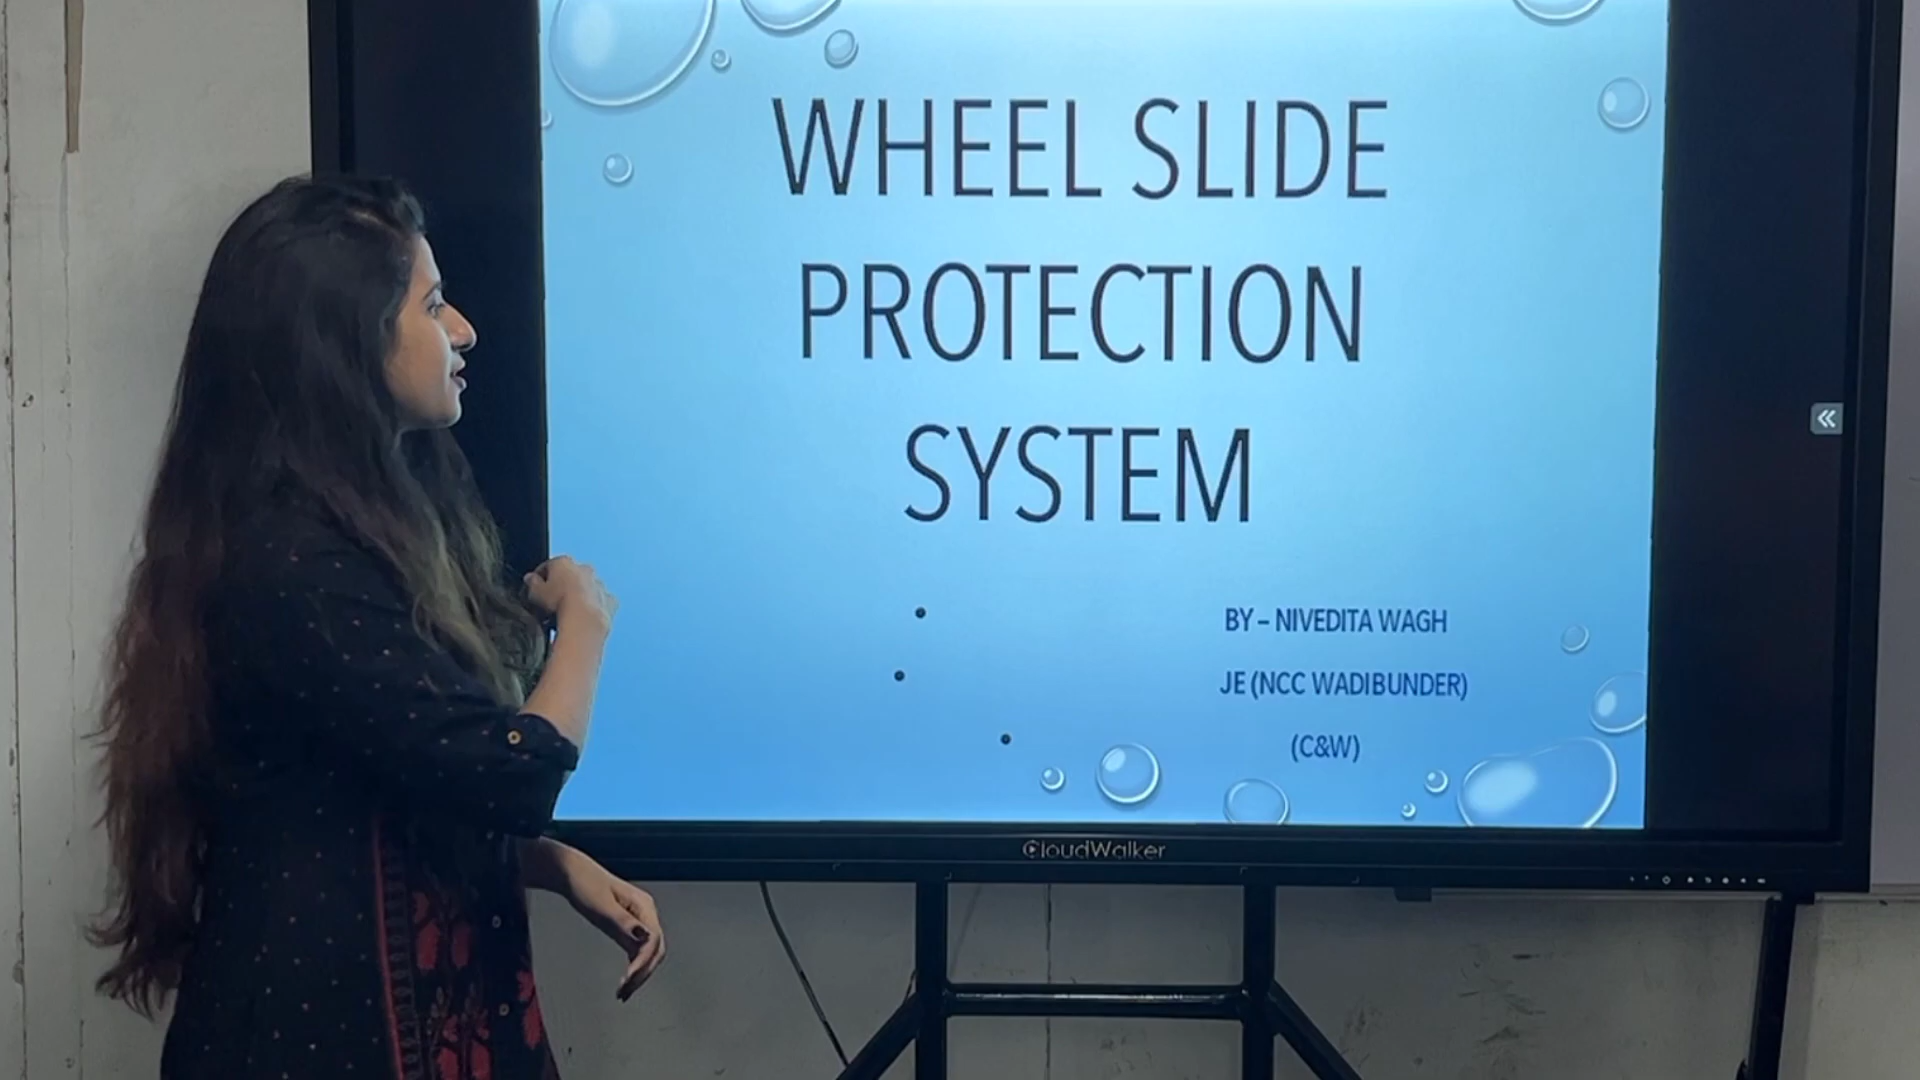 WHEEL SLIDE
PROTECTION
SYSTEM
• BY – NIVEDITA WAGH
• JE (NCC WADIBUNDER)
• (C&W)
CloudWalker